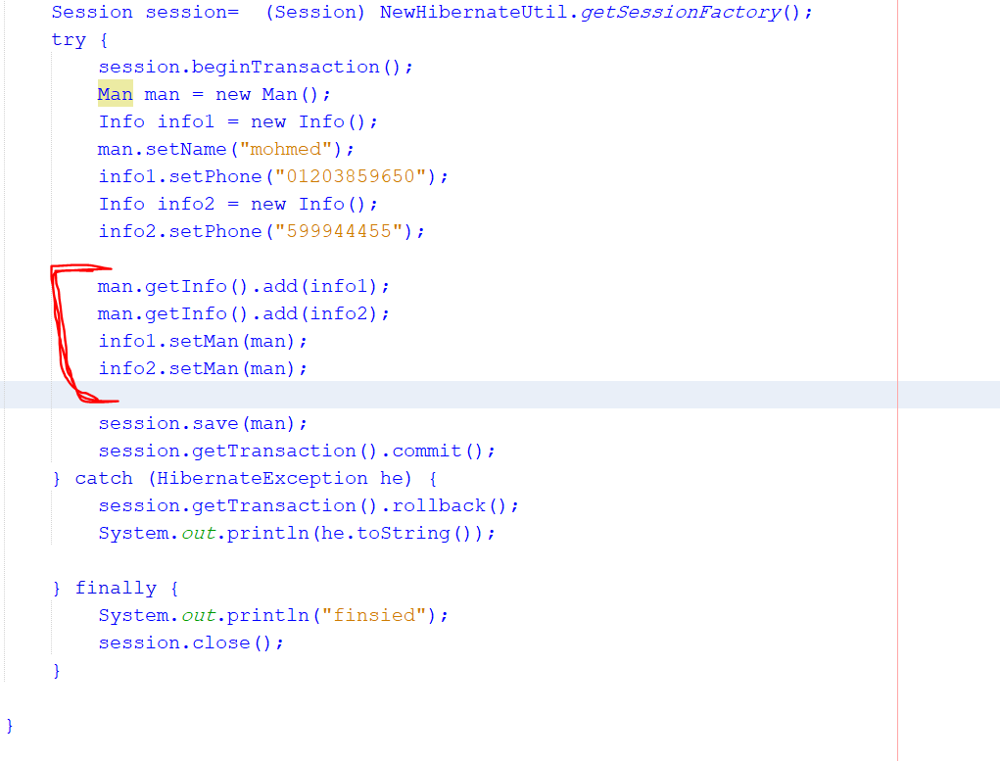 Session session=  (Session) NewHibernateUtil.getSessionFactory();
try {
session.beginTransaction();
Man man = new Man();
Info info1 = new Info();
man.setName("mohmed");
info1.setPhone("01203859650");
Info info2 = new Info();
info2.setPhone("599944455");
man.getInfo().add(info1);
man.getInfo().add(info2);
info1.setMan(man);
info2.setMan(man);
session.save(man);
session.getTransaction().commit();
} catch (HibernateException he) {
session.getTransaction().rollback();
System.out.println(he.toString());
} finally {
System.out.println("finsied");
session.close();
}
}